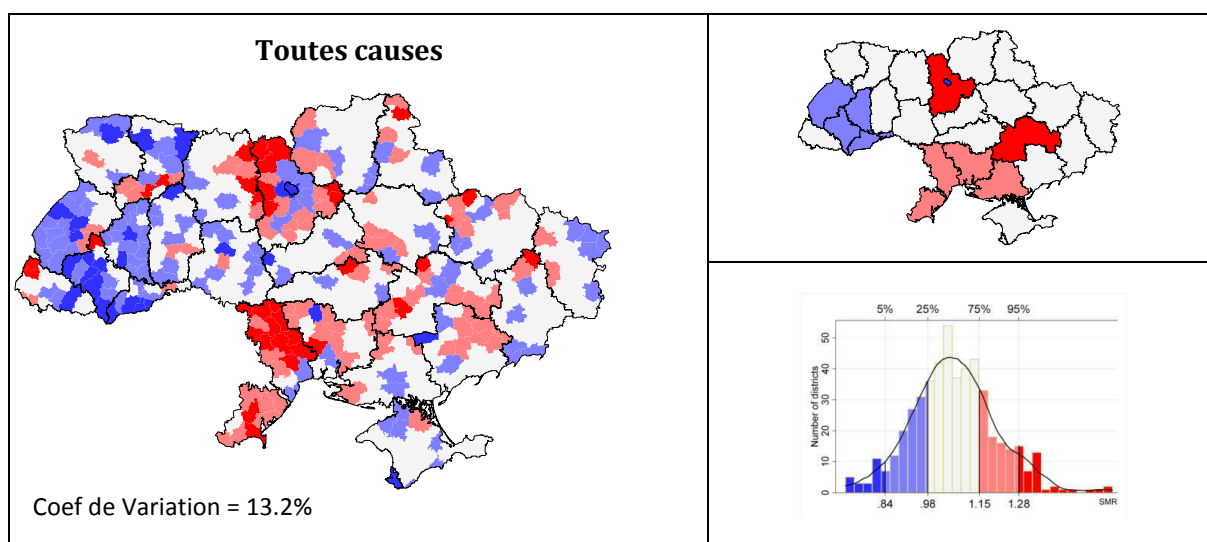 Toutes causes
Coef de Variation = 13.2%
5% 25% 75% 95%
Number of districts
50
40
30
20
10
0
.84 .98 1.15 1.28 SMR